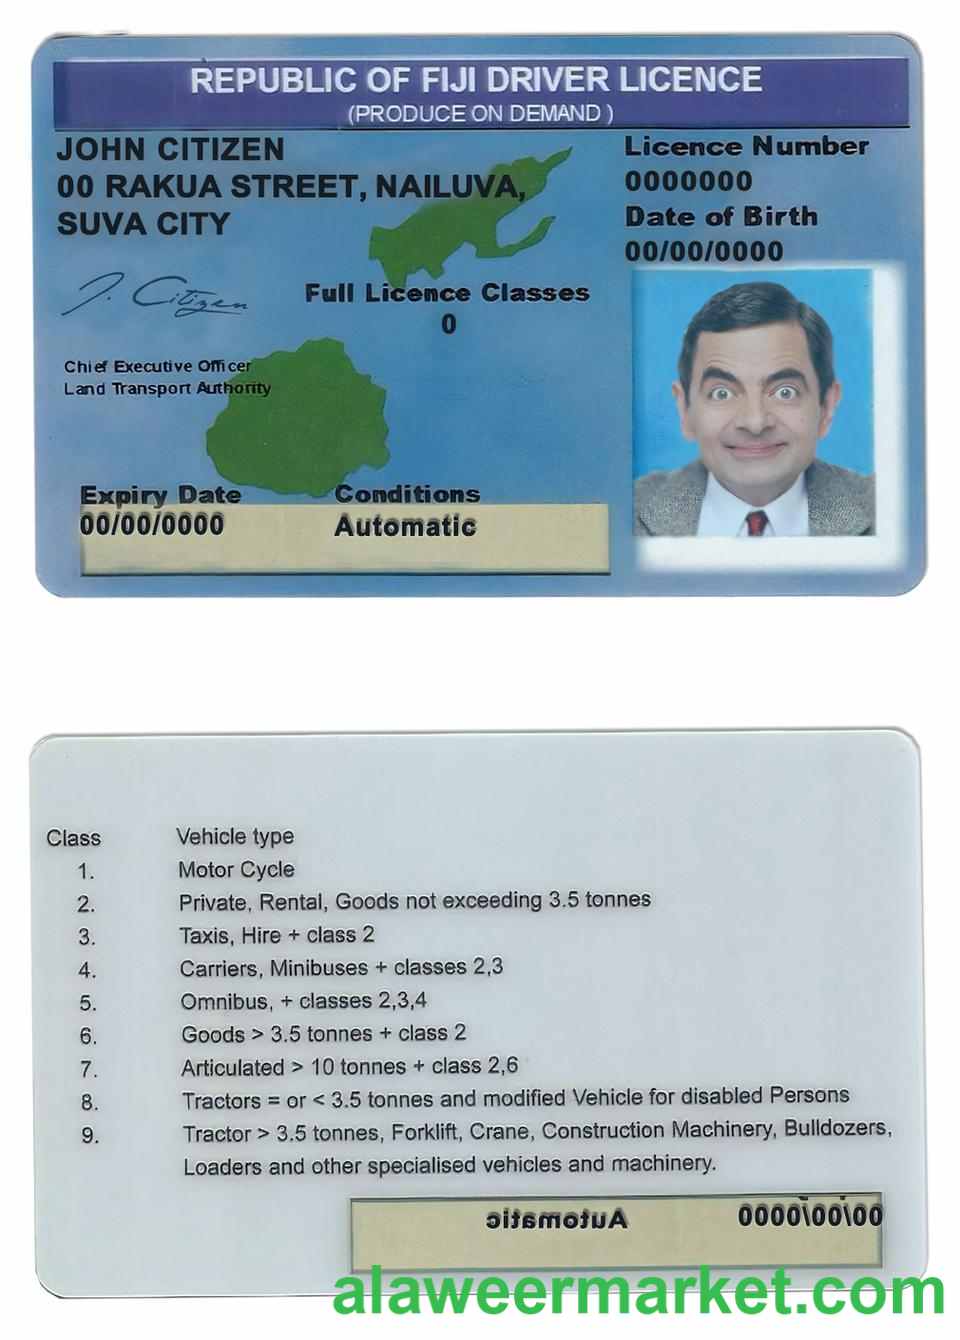 REPUBLIC OF FIJI DRIVER LICENCE
(PRODUCE ON DEMAND )
JOHN CITIZEN
00 RAKUA STREET, NAILUVA,
SUVA CITY
Licence Number
0000000
Date of Birth
00/00/0000
J. Citizen
Full Licence Classes
0
Chief Executive Officer
Land Transport Authority
Expiry Date Conditions
00/00/0000 Automatic
Class Vehicle type
1. Motor Cycle
2. Private, Rental, Goods not exceeding 3.5 tonnes
3. Taxis, Hire + class 2
4. Carriers, Minibuses + classes 2,3
5. Omnibus, + classes 2,3,4
6. Goods > 3.5 tonnes + class 2
7. Articulated > 10 tonnes + class 2,6
8. Tractors = or < 3.5 tonnes and modified Vehicle for disabled Persons
9. Tractor > 3.5 tonnes, Forklift, Crane, Construction Machinery, Bulldozers,
Loaders and other specialised vehicles and machinery.
Automatic 00/00/0000
alaweermarket.com